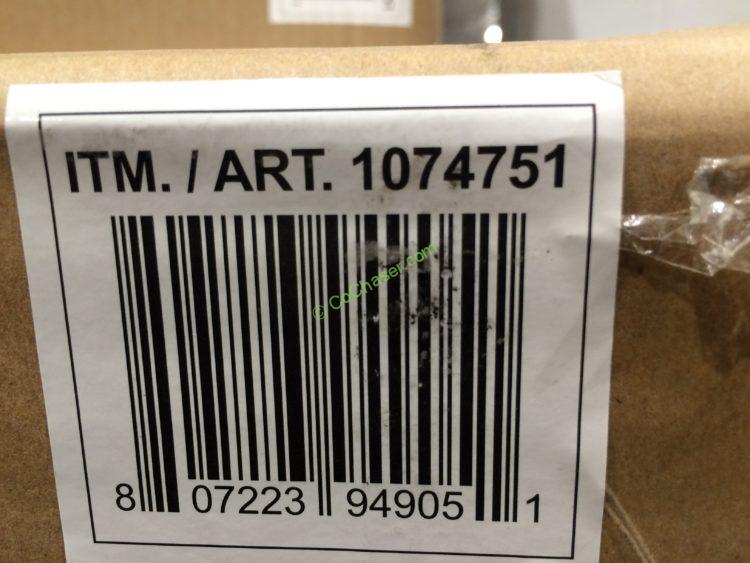 ITM. / ART. 1074751
© CoChaser.com
8 07223 94905 1